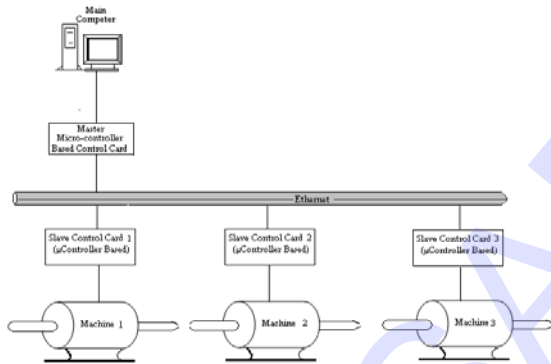 Main
Competer
Master
Micro-controller
Based Control Card
Ethernet
Slave Control Card 1
(μController Based)
Slave Control Card 2
(μController Based)
Slave Control Card 3
(μController Based)
Machine 1
Machine 2
Machine 3